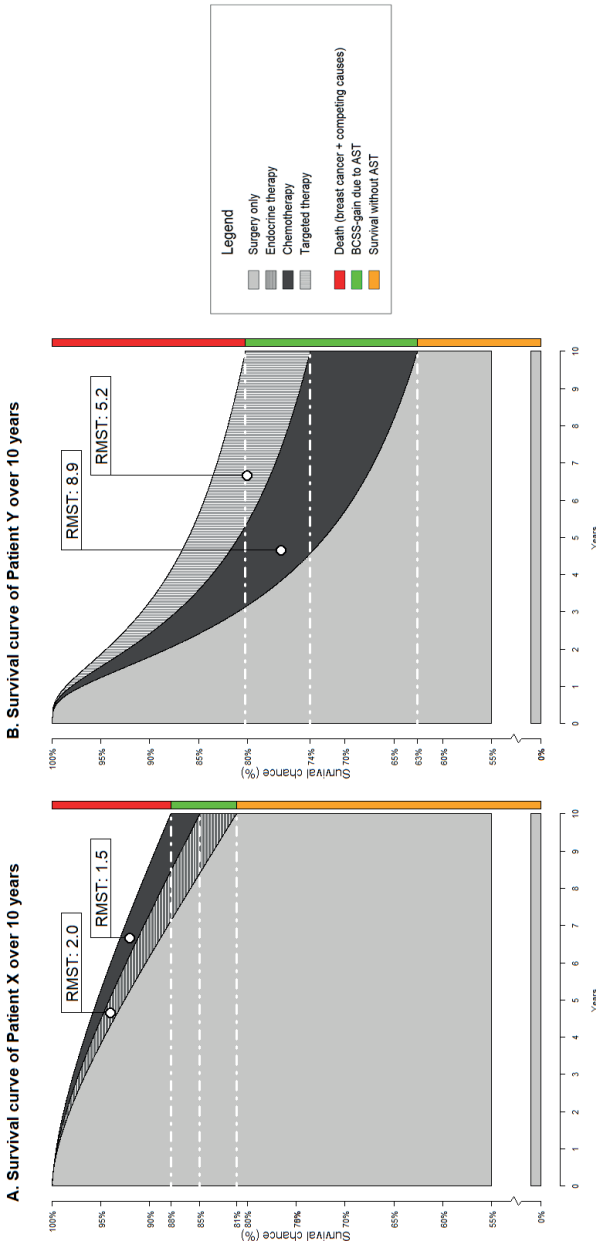 A. Survival curve of Patient X over 10 years
RMST: 2.0
RMST: 1.5
Survival chance (%)
100%
95%
90%
88%
85%
81%
80%
76%
70%
65%
60%
55%
0%
0 1 2 3 4 5 6 7 8 9 10
Years
B. Survival curve of Patient Y over 10 years
RMST: 8.9
RMST: 5.2
Survival chance (%)
100%
95%
90%
85%
80%
74%
70%
65%
63%
55%
0%
0 1 2 3 4 5 6 7 8 9 10
Years
Legend
Surgery only
Endocrine therapy
Chemotherapy
Targeted therapy
Death (breast cancer + competing causes)
BCSS-gain due to AST
Survival without AST